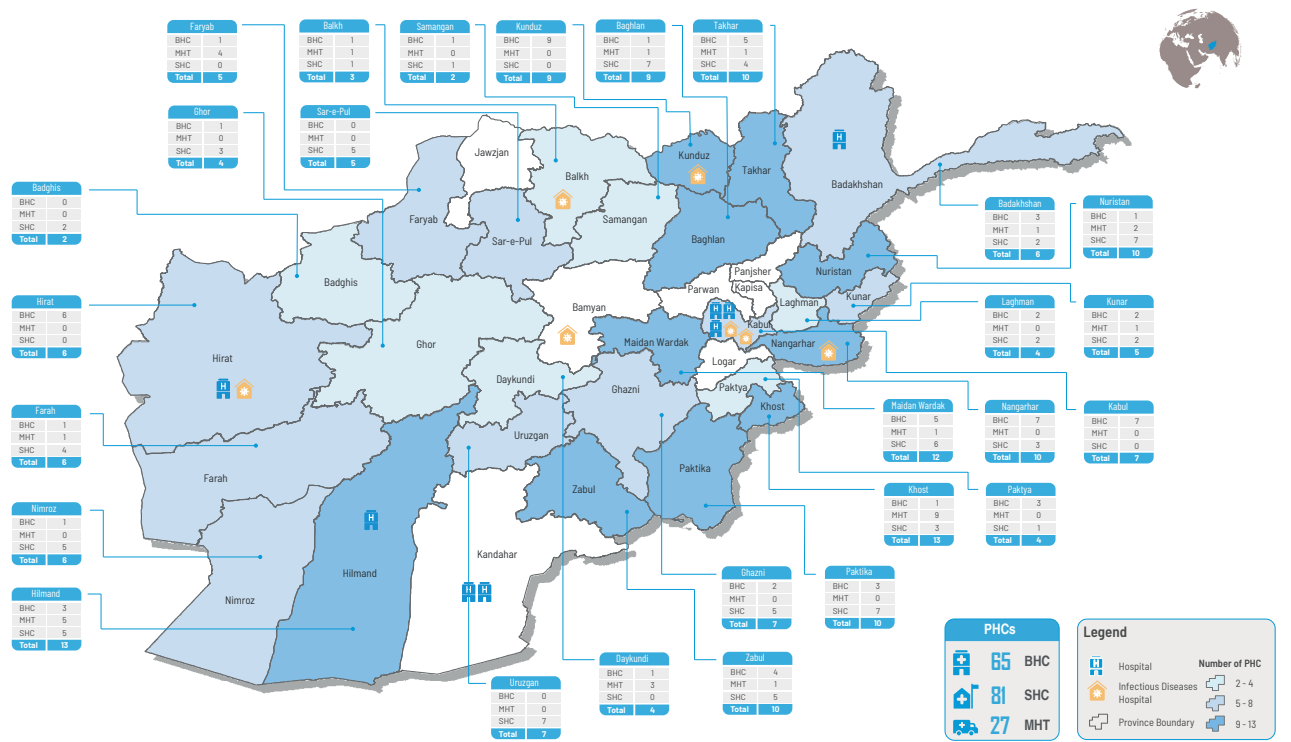 Faryab
BHC 1
MHT 4
SHC 0
Total 5
Balkh
BHC 1
MHT 1
SHC 1
Total 3
Samangan
BHC 1
MHT 0
SHC 1
Total 2
Kunduz
BHC 9
MHT 0
SHC 0
Total 9
Baghlan
BHC 1
MHT 1
SHC 7
Total 9
Takhar
BHC 5
MHT 1
SHC 4
Total 10
Ghor
BHC 1
MHT 0
SHC 3
Total 4
Sar-e-Pul
BHC 0
MHT 0
SHC 5
Total 5
Badghis
BHC 0
MHT 0
SHC 2
Total 2
Hirat
BHC 6
MHT 0
SHC 0
Total 6
Farah
BHC 1
MHT 1
SHC 4
Total 6
Nimroz
BHC 1
MHT 0
SHC 5
Total 6
Hilmand
BHC 3
MHT 5
SHC 5
Total 13
Jawzjan
Balkh
Kunduz
Takhar
Badakhshan
Faryab
Sar-e-Pul
Samangan
Baghlan
Badghis
Panjsher
Nuristan
Parwan
Kapisa
Kunar
Laghman
Bamyan
Kabul
Hirat
Ghor
Maidan Wardak
Nangarhar
Logar
Daykundi
Ghazni
Paktya
Khost
Uruzgan
Farah
Paktika
Zabul
Kandahar
Hilmand
Nimroz
H
H
H
H
H
H
H
H
Badakhshan
BHC 3
MHT 1
SHC 2
Total 6
Nuristan
BHC 1
MHT 2
SHC 7
Total 10
Laghman
BHC 2
MHT 0
SHC 2
Total 4
Kunar
BHC 2
MHT 1
SHC 2
Total 5
Maidan Wardak
BHC 5
MHT 1
SHC 6
Total 12
Nangarhar
BHC 7
MHT 0
SHC 3
Total 10
Kabul
BHC 7
MHT 0
SHC 0
Total 7
Khost
BHC 1
MHT 9
SHC 3
Total 13
Paktya
BHC 3
MHT 0
SHC 1
Total 4
Ghazni
BHC 2
MHT 0
SHC 5
Total 7
Paktika
BHC 3
MHT 0
SHC 7
Total 10
Uruzgan
BHC 0
MHT 0
SHC 7
Total 7
Daykundi
BHC 1
MHT 3
SHC 0
Total 4
Zabul
BHC 4
MHT 1
SHC 5
Total 10
PHCs
65 BHC
81 SHC
27 MHT
Legend
H Hospital
Infectious Diseases
Hospital
Province Boundary
Number of PHC
2 - 4
5 - 8
9 - 13